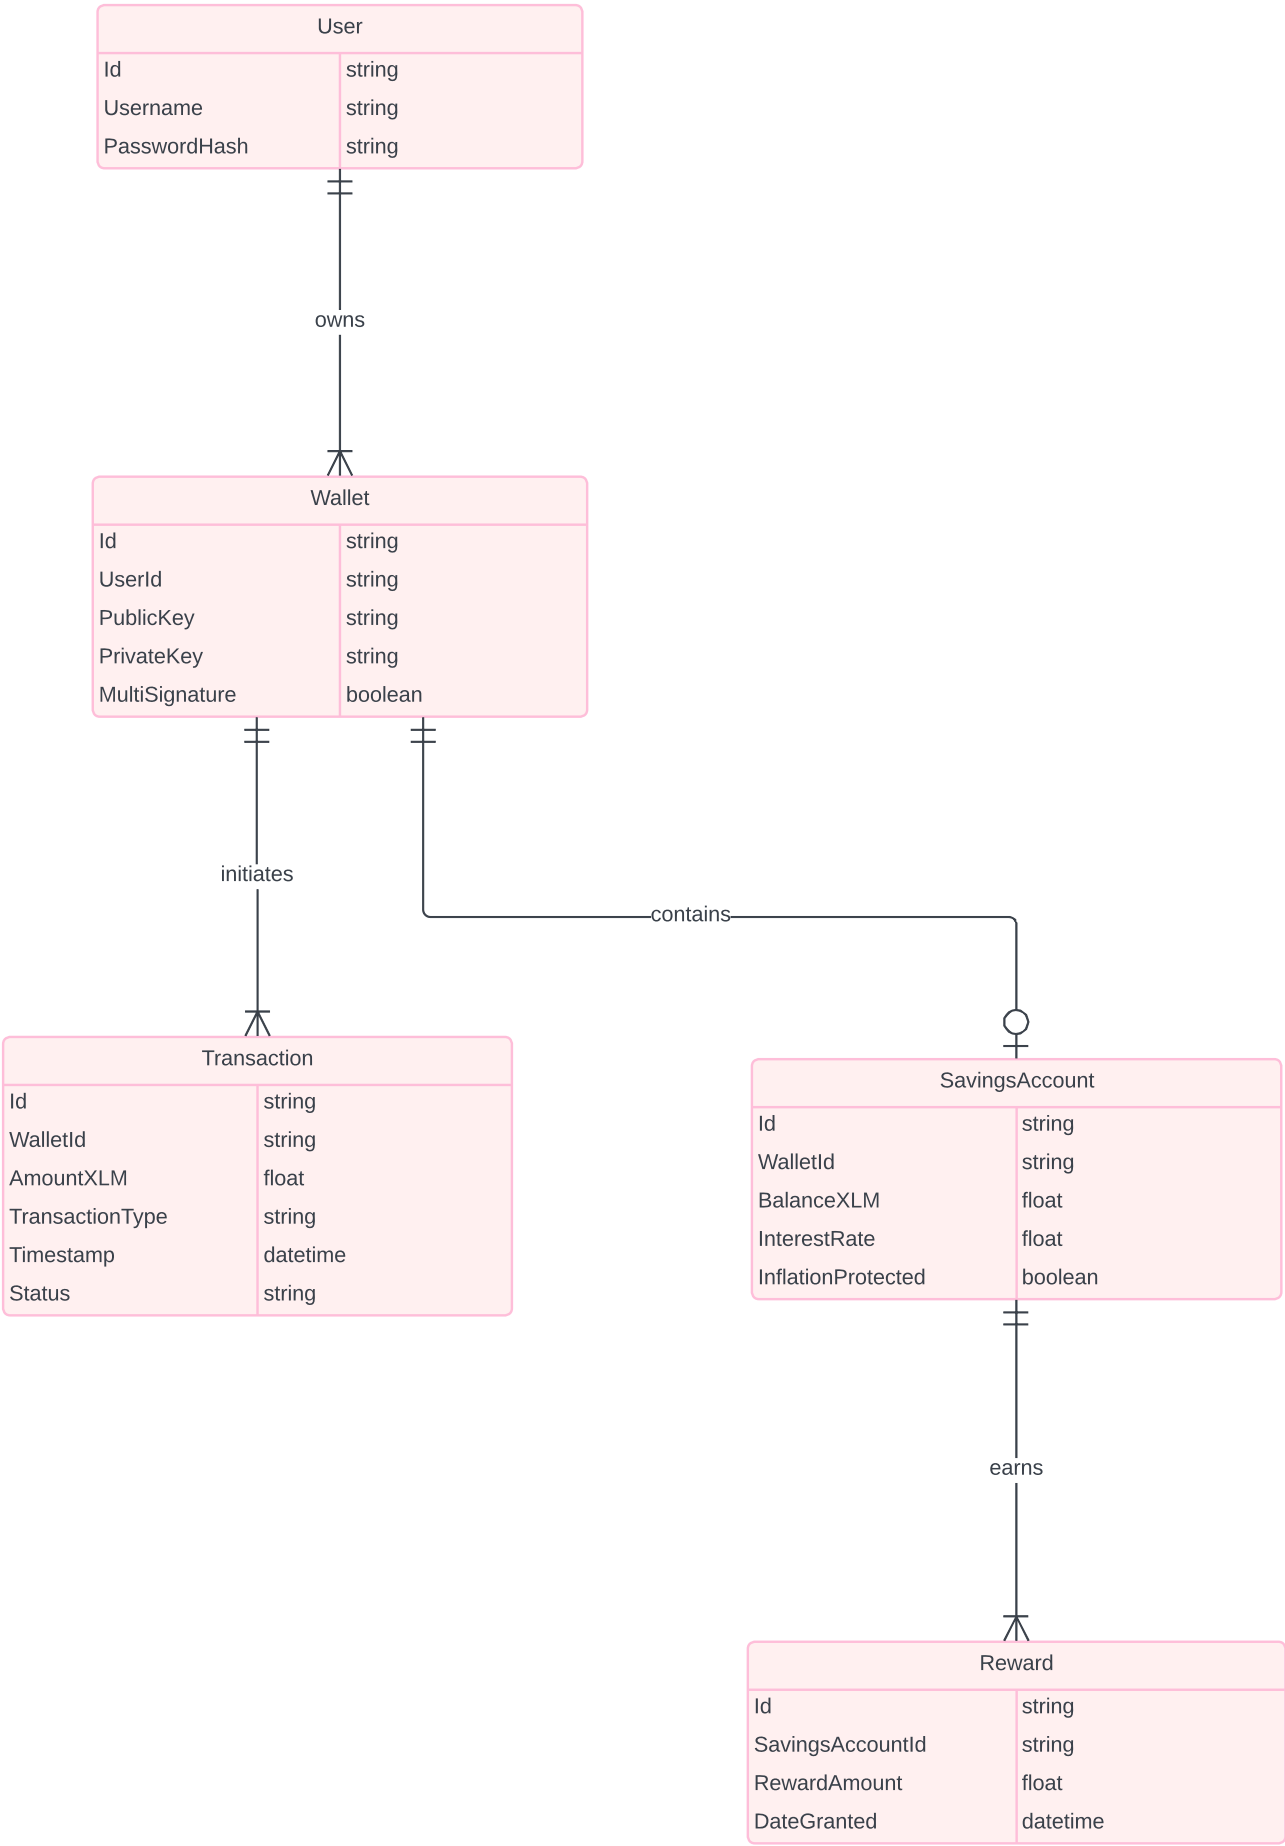 User
Id string
Username string
PasswordHash string
owns
Wallet
Id string
UserId string
PublicKey string
PrivateKey string
MultiSignature boolean
initiates
contains
Transaction
Id string
WalletId string
AmountXLM float
TransactionType string
Timestamp datetime
Status string
SavingsAccount
Id string
WalletId string
BalanceXLM float
InterestRate float
InflationProtected boolean
earns
Reward
Id string
SavingsAccountId string
RewardAmount float
DateGranted datetime